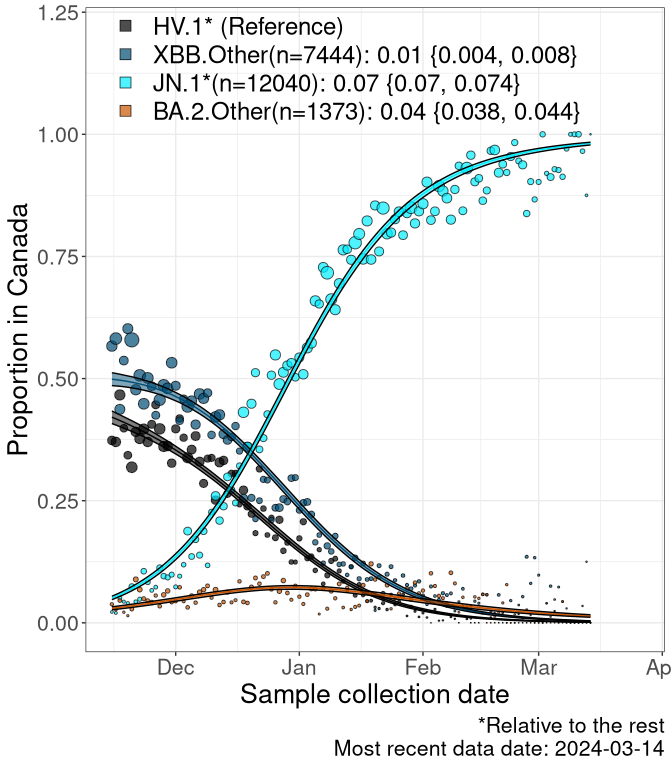 1.25
HV.1* (Reference)
XBB.Other(n=7444): 0.01 {0.004, 0.008}
JN.1*(n=12040): 0.07 {0.07, 0.074}
BA.2.Other(n=1373): 0.04 {0.038, 0.044}
1.00
0.75
0.50
0.25
0.00
Proportion in Canada
Dec Jan Feb Mar Ap
Sample collection date
*Relative to the rest
Most recent data date: 2024-03-14